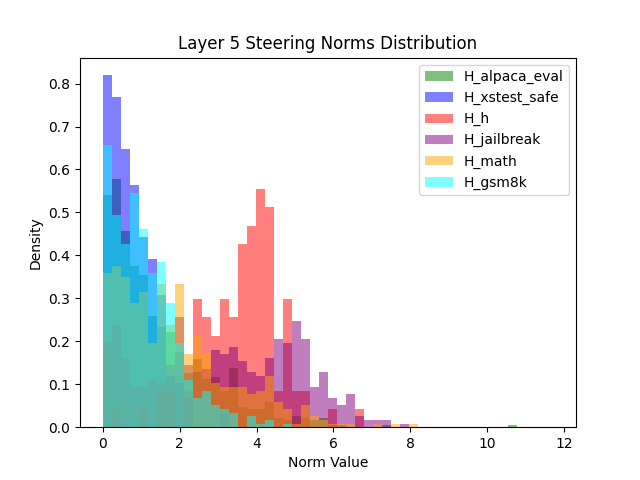 Layer 5 Steering Norms Distribution
H_alpaca_eval
H_xstest_safe
H_h
H_jailbreak
H_math
H_gsm8k
Density
0.8
0.7
0.6
0.5
0.4
0.3
0.2
0.1
0.0
0 2 4 6 8 10 12
Norm Value